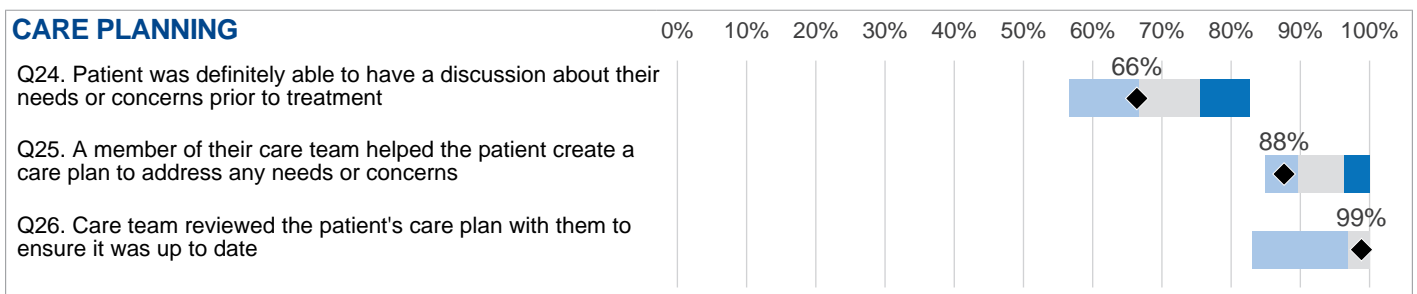 CARE PLANNING 0% 10% 20% 30% 40% 50% 60% 70% 80% 90% 100%
Q24. Patient was definitely able to have a discussion about their
needs or concerns prior to treatment
66%
Q25. A member of their care team helped the patient create a
care plan to address any needs or concerns
88%
Q26. Care team reviewed the patient's care plan with them to
ensure it was up to date
99%